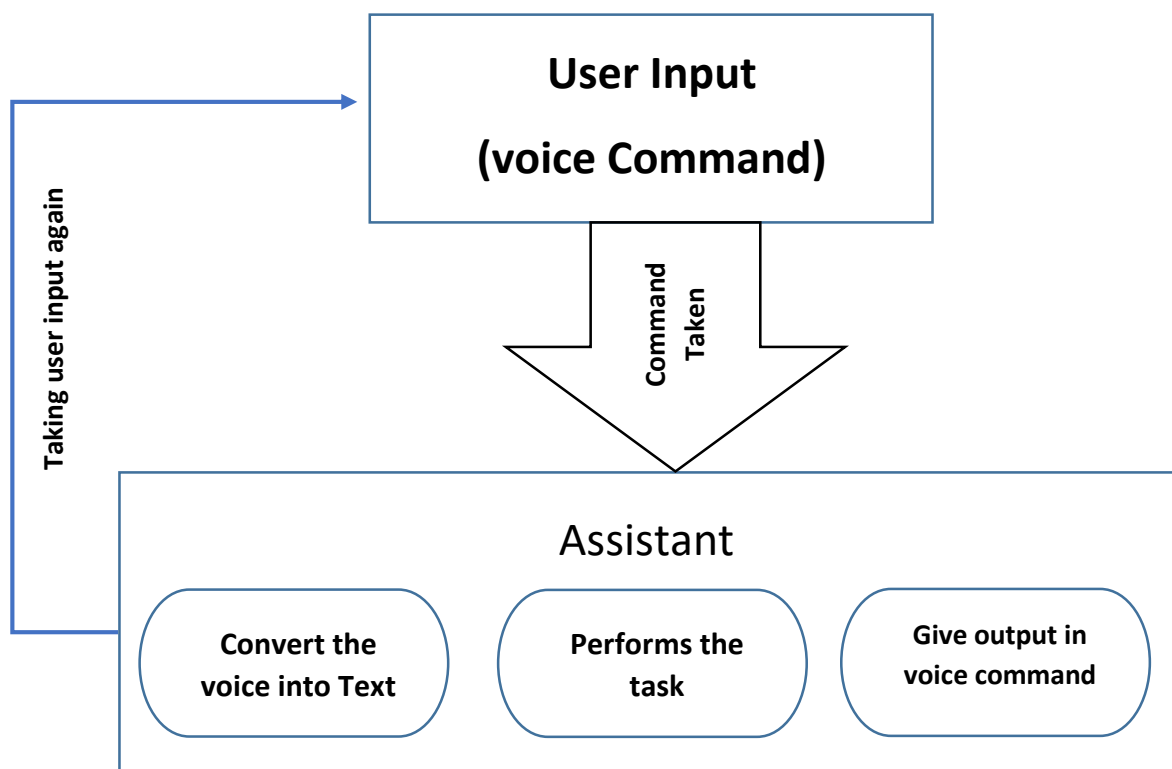 User Input
(voice Command)
Taking user input again
Command
Taken
Assistant
Convert the
voice into Text
Performs the
task
Give output in
voice command